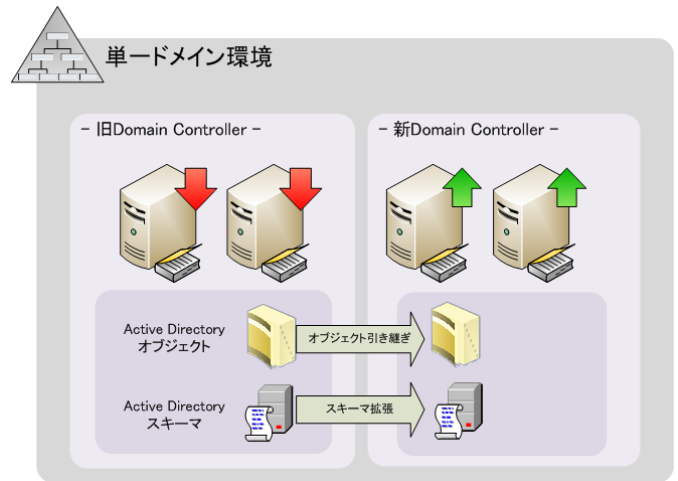 単一ドメイン環境
- 旧Domain Controller -
- 新Domain Controller -
Active Directory
オブジェクト
オブジェクト引き継ぎ
Active Directory
スキーマ
スキーマ拡張